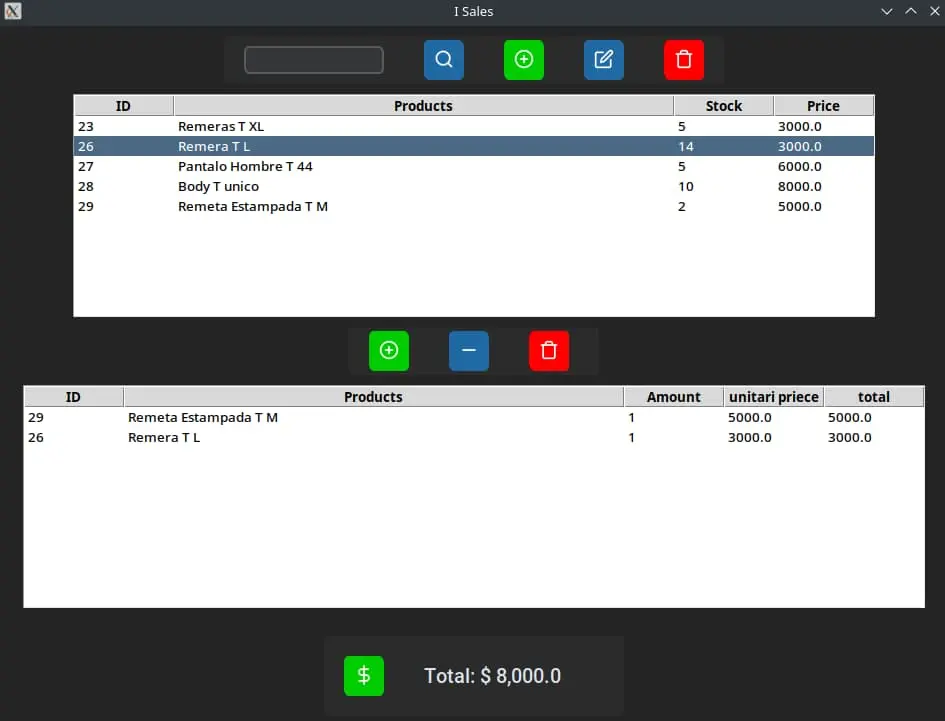 I Sales
ID Products Stock Price
23 Remeras T XL 5 3000.0
26 Remera T L 14 3000.0
27 Pantalo Hombre T 44 5 6000.0
28 Body T unico 10 8000.0
29 Remeta Estampada T M 2 5000.0
ID Products Amount unitari priece total
29 Remeta Estampada T M 1 5000.0 5000.0
26 Remera T L 1 3000.0 3000.0
$ Total: $ 8,000.0